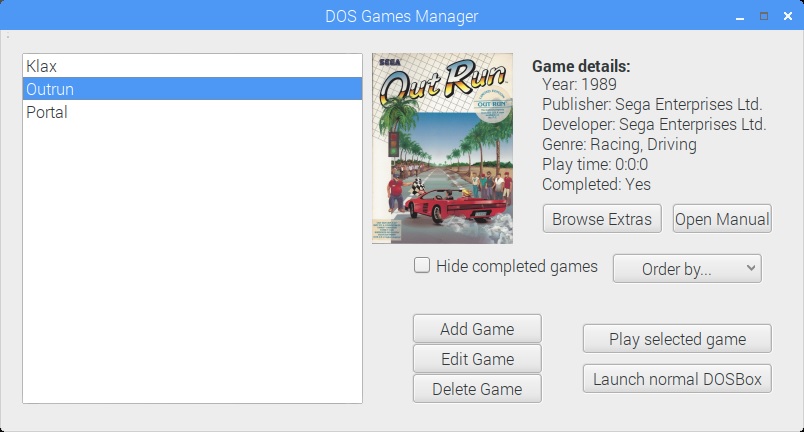 DOS Games Manager
Klax
Outrun
Portal
SEGA
Out Run
OUT RUN
Game details:
Year: 1989
Publisher: Sega Enterprises Ltd.
Developer: Sega Enterprises Ltd.
Genre: Racing, Driving
Play time: 0:0:0
Completed: Yes
Browse Extras
Open Manual
Hide completed games
Order by...
Add Game
Edit Game
Delete Game
Play selected game
Launch normal DOSBox